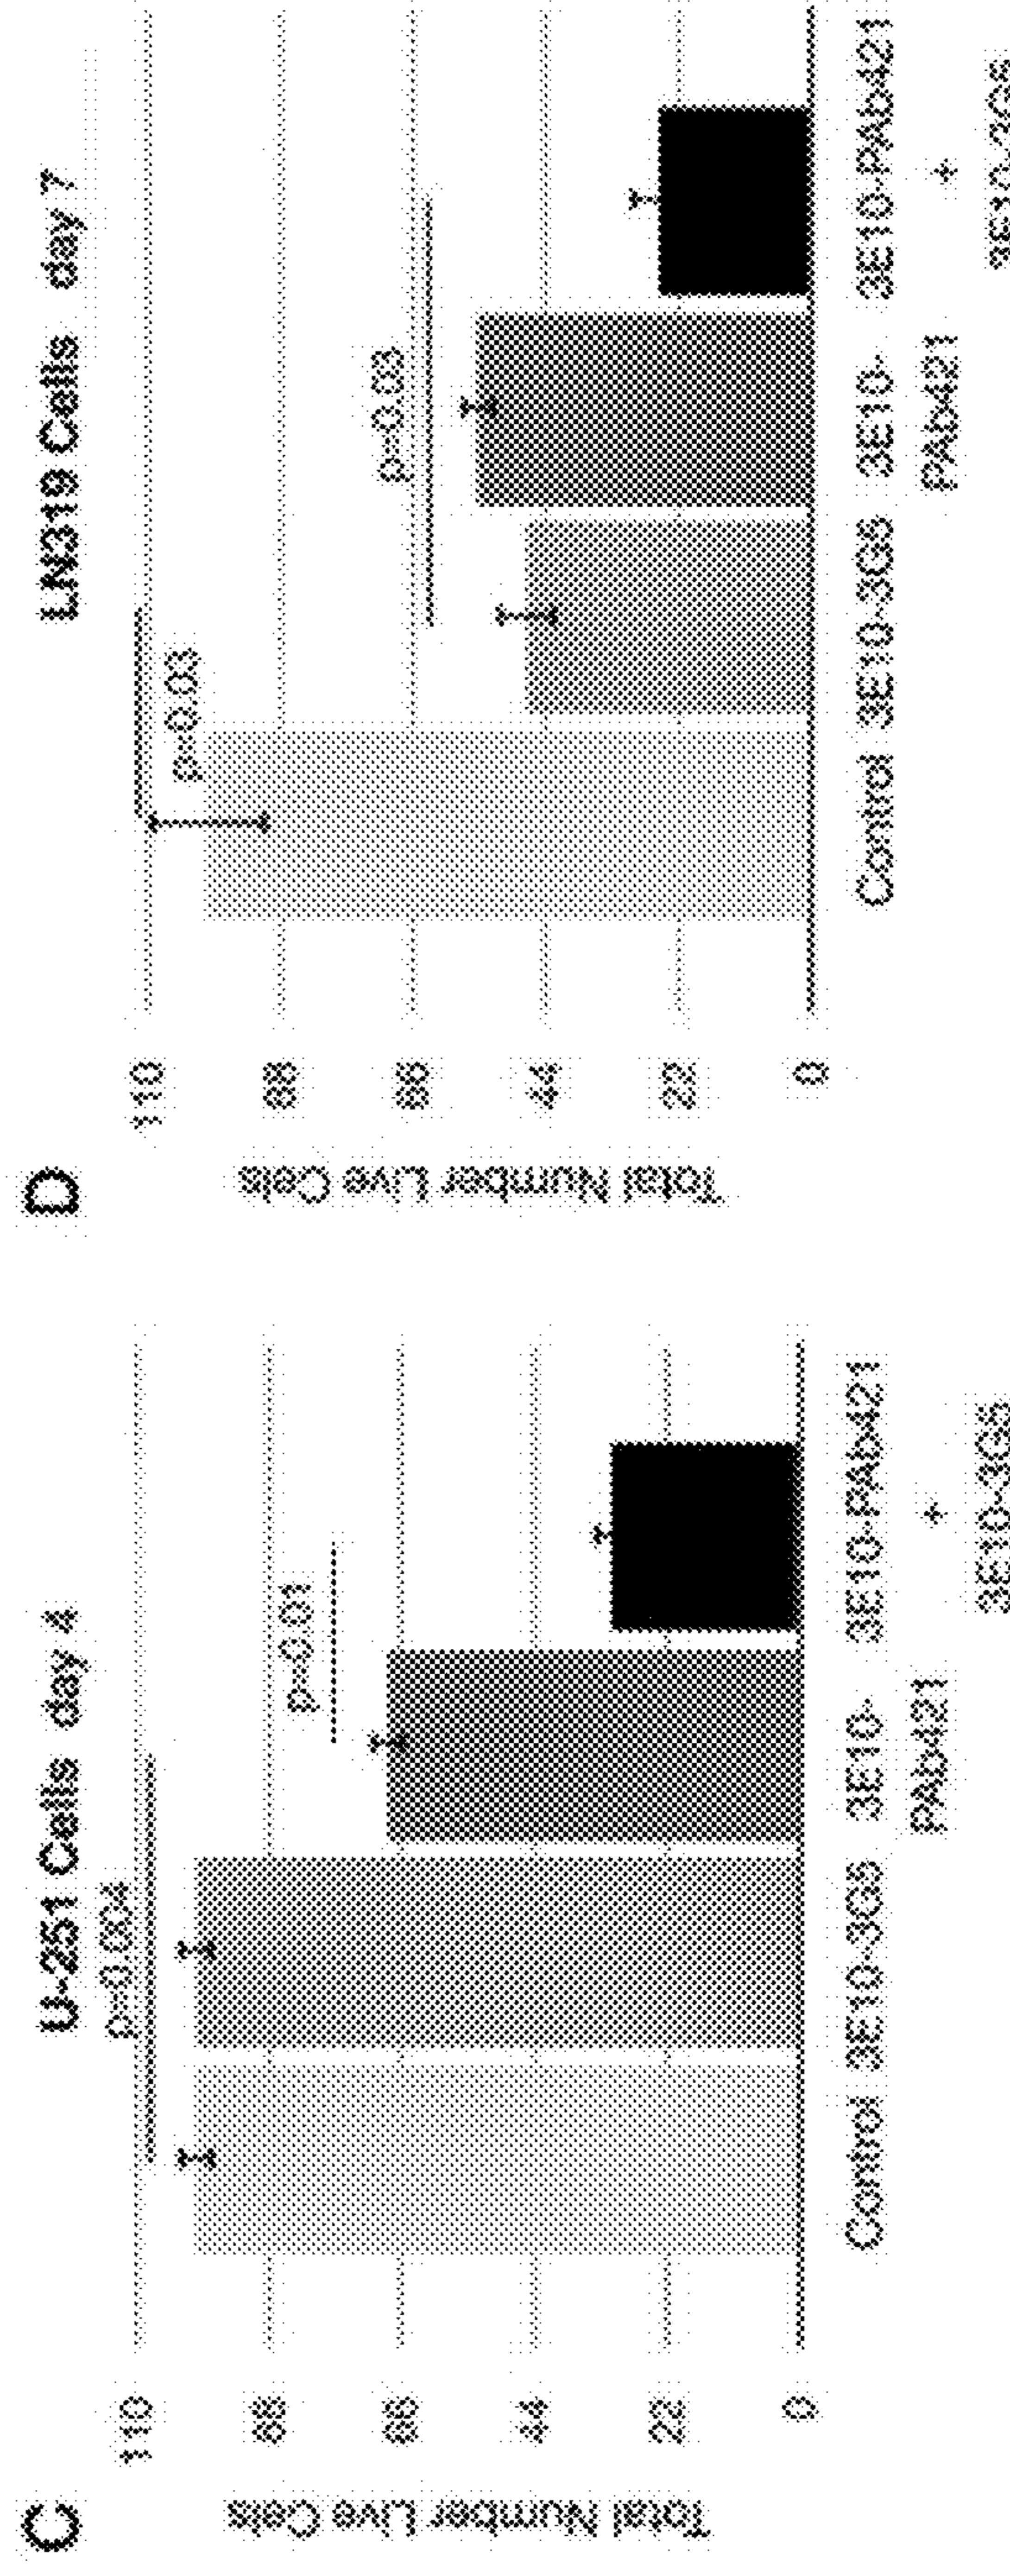 C
U-251 Cells day 4
p=0.004
p=0.01
110
88
66
44
22
0
Total Number Live Cells
Control 3E10-3G5 3E10- 3E10-PAb421
PAb421 +
3E10-3G5
D
LN319 Cells day 7
p=0.03
p=0.03
110
88
66
44
22
0
Total Number Live Cells
Control 3E10-3G5 3E10- 3E10-PAb421
PAb421 +
3E10-3G5